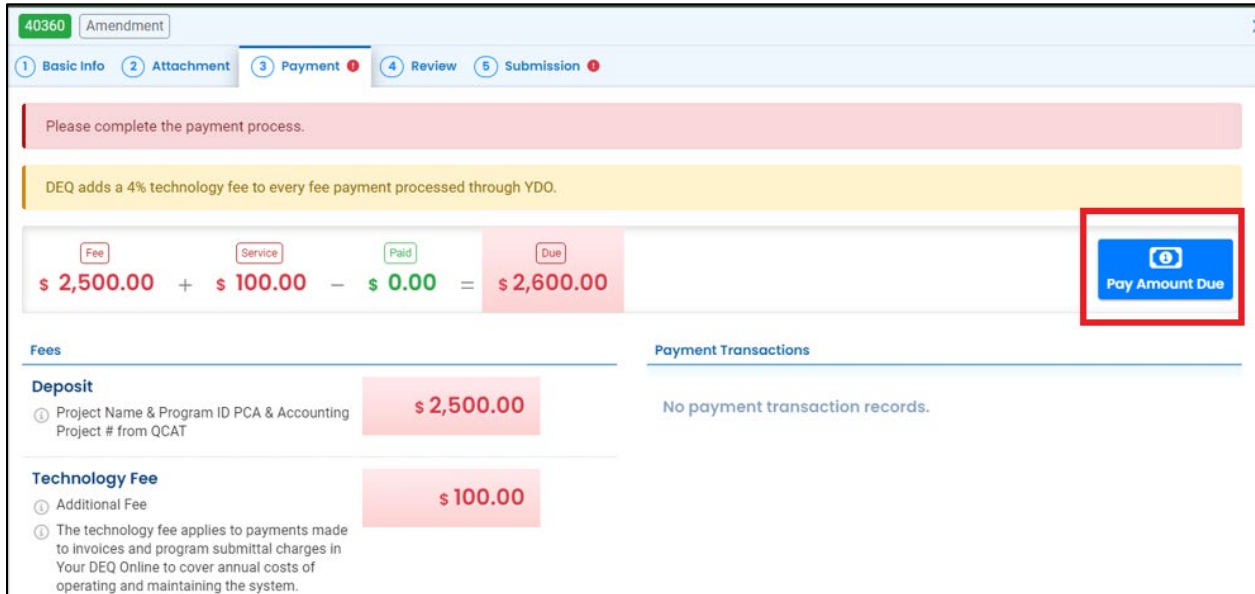 40360 Amendment
1 Basic Info 2 Attachment 3 Payment ! 4 Review 5 Submission !
Please complete the payment process.
DEQ adds a 4% technology fee to every fee payment processed through YDO.
Fee Service Paid Due
$ 2,500.00 + $ 100.00 − $ 0.00 = $ 2,600.00
Pay Amount Due
Fees
Deposit
Project Name & Program ID PCA & Accounting
Project # from QCAT
$ 2,500.00
Technology Fee
Additional Fee
The technology fee applies to payments made
to invoices and program submittal charges in
Your DEQ Online to cover annual costs of
operating and maintaining the system.
$ 100.00
Payment Transactions
No payment transaction records.